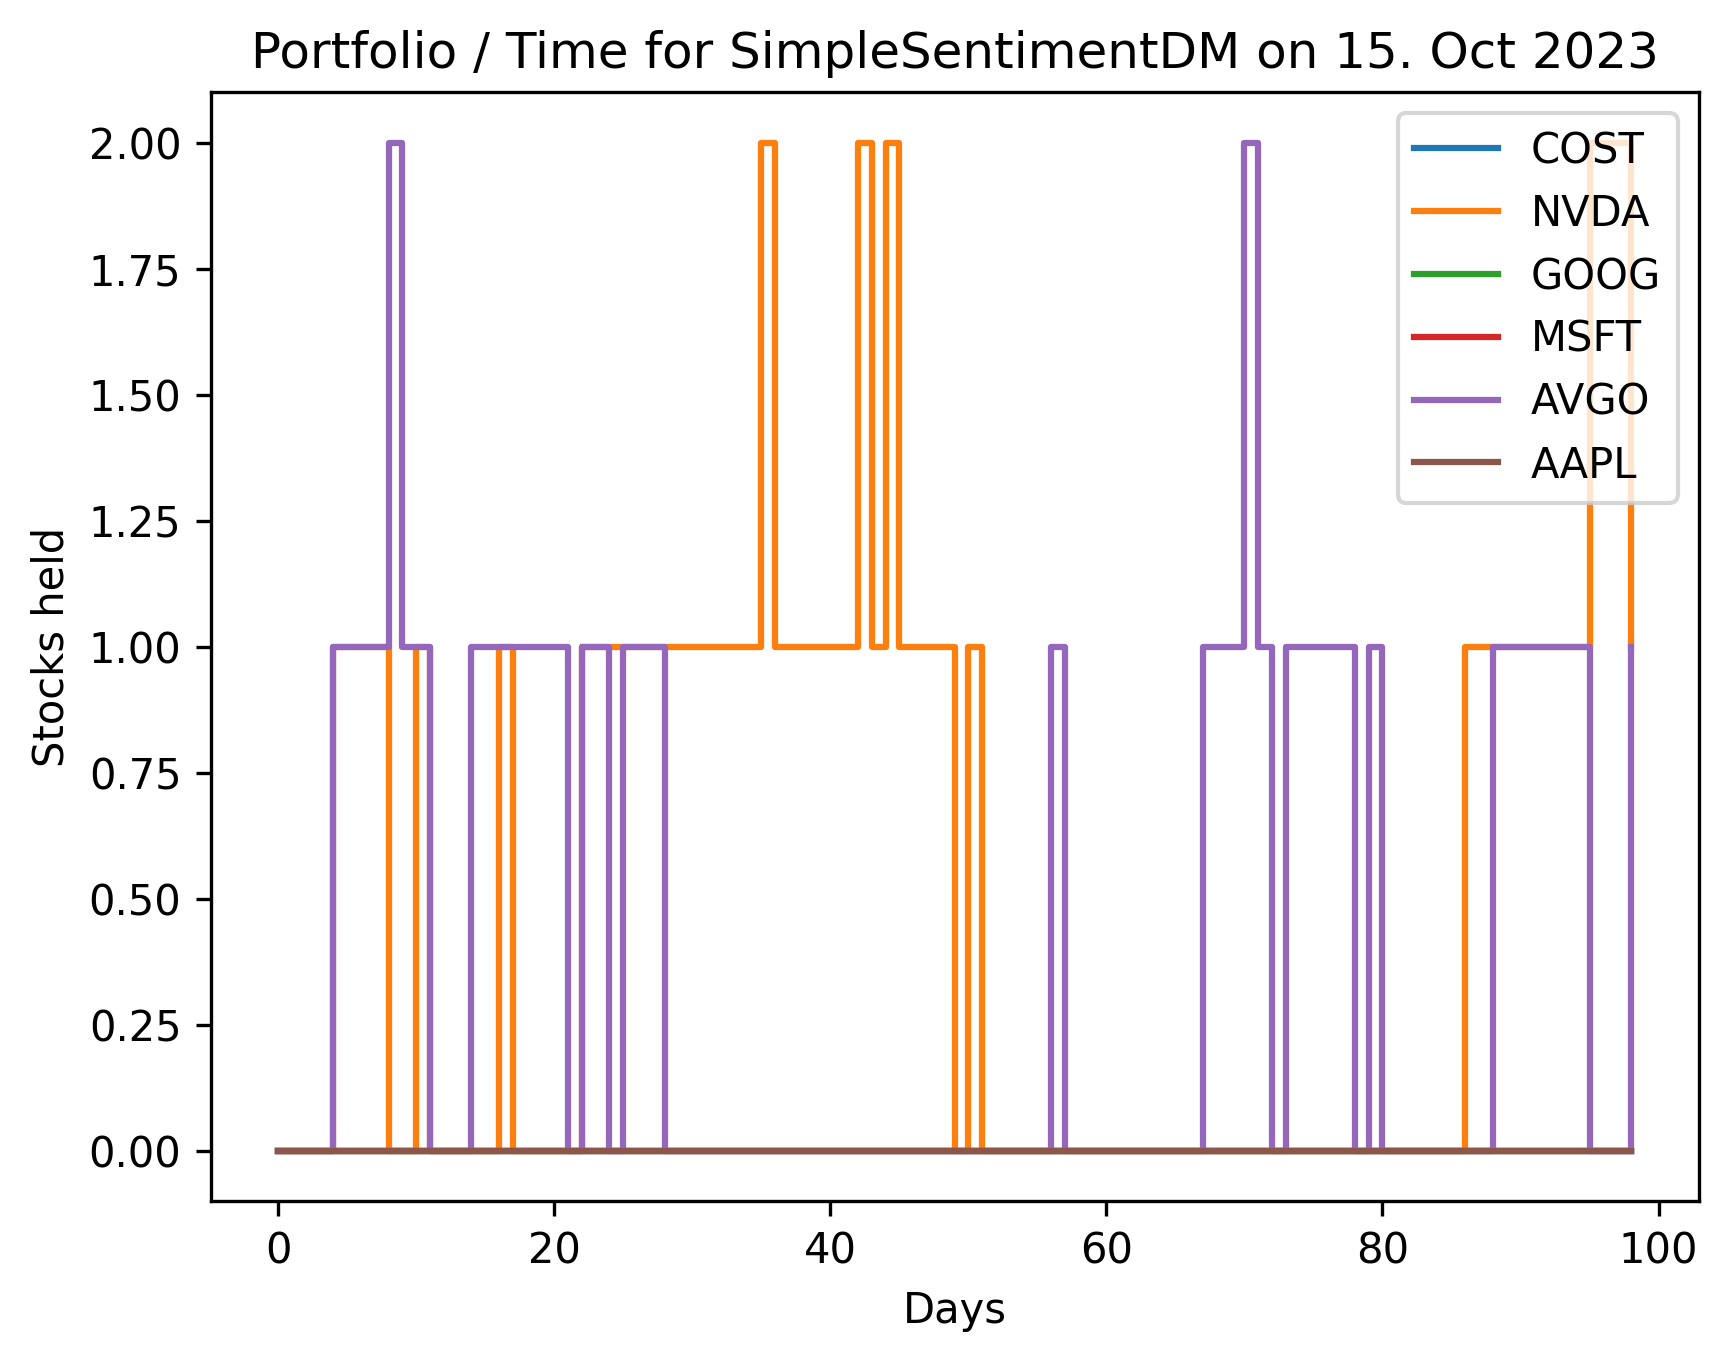 Portfolio / Time for SimpleSentimentDM on 15. Oct 2023
2.00
1.75
1.50
1.25
1.00
0.75
0.50
0.25
0.00
Stocks held
COST
NVDA
GOOG
MSFT
AVGO
AAPL
0 20 40 60 80 100
Days